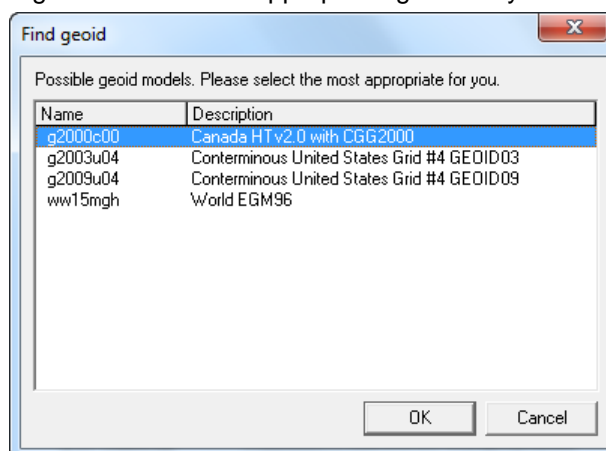 Find geoid
Possible geoid models. Please select the most appropriate for you.
Name Description
g2000c00 Canada HTv2.0 with CGG2000
g2003u04 Conterminous United States Grid #4 GEOID03
g2009u04 Conterminous United States Grid #4 GEOID09
ww15mgh World EGM96
OK Cancel